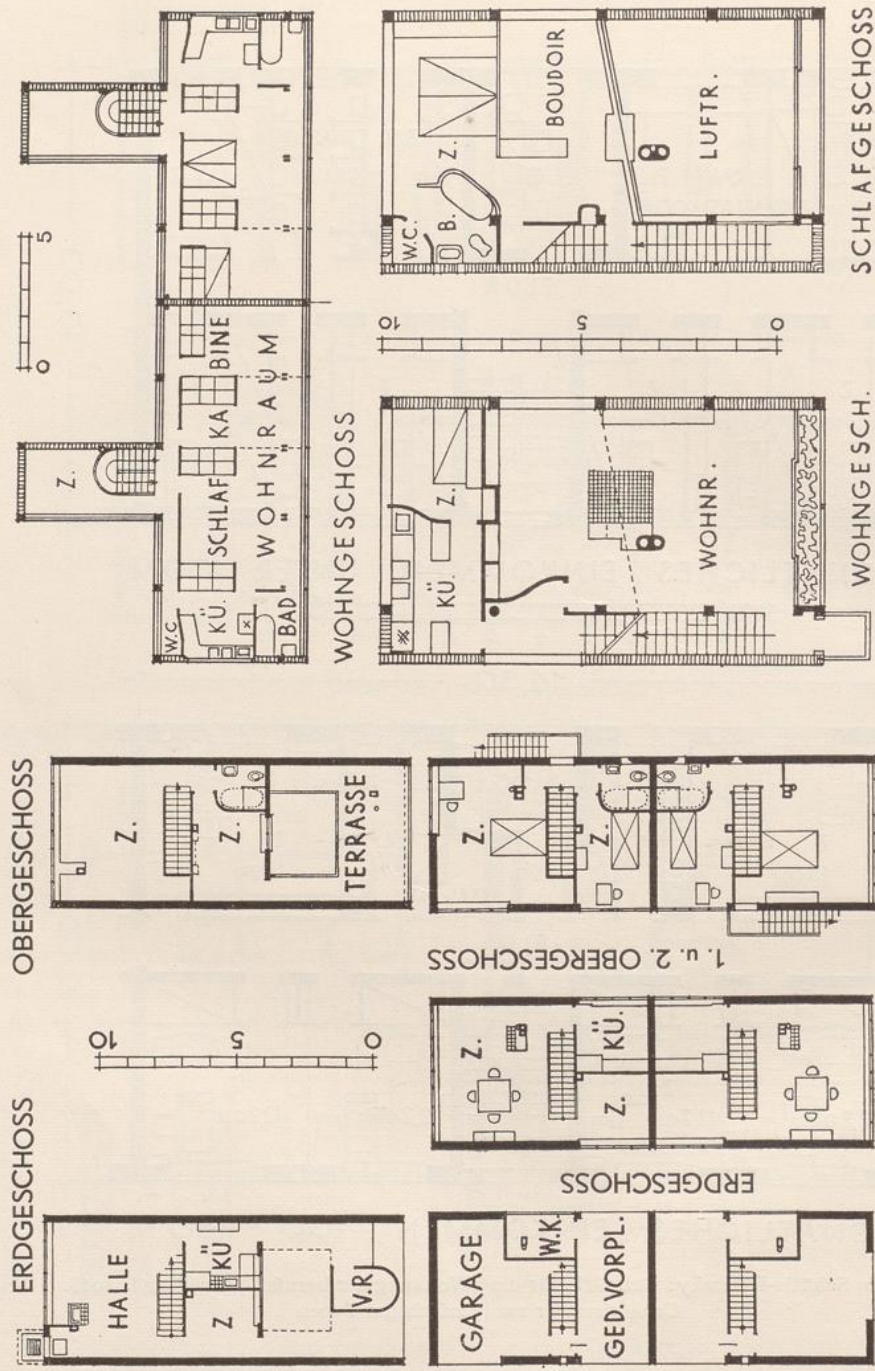 ERDGESCHOSS
HALLE
Z
KÜ
V.R
10
5
0
OBERGESCHOSS
Z.
Z.
TERRASSE
GARAGE
W.K.
GED. VORPL.
ERDGESCHOSS
Z.
Z.
KÜ.
1. u. 2. OBERGESCHOSS
Z.
Z.
0
5
Z.
W.C
KÜ.
BAD
SCHLAF KA BINE
WOHNRAUM
WOHNGESCHOSS
KÜ.
Z.
WOHNR.
WOHNGESCH.
10
5
0
W.C.
B.
Z.
BOUDOIR
LUFTR.
SCHLAFGESCHOSS